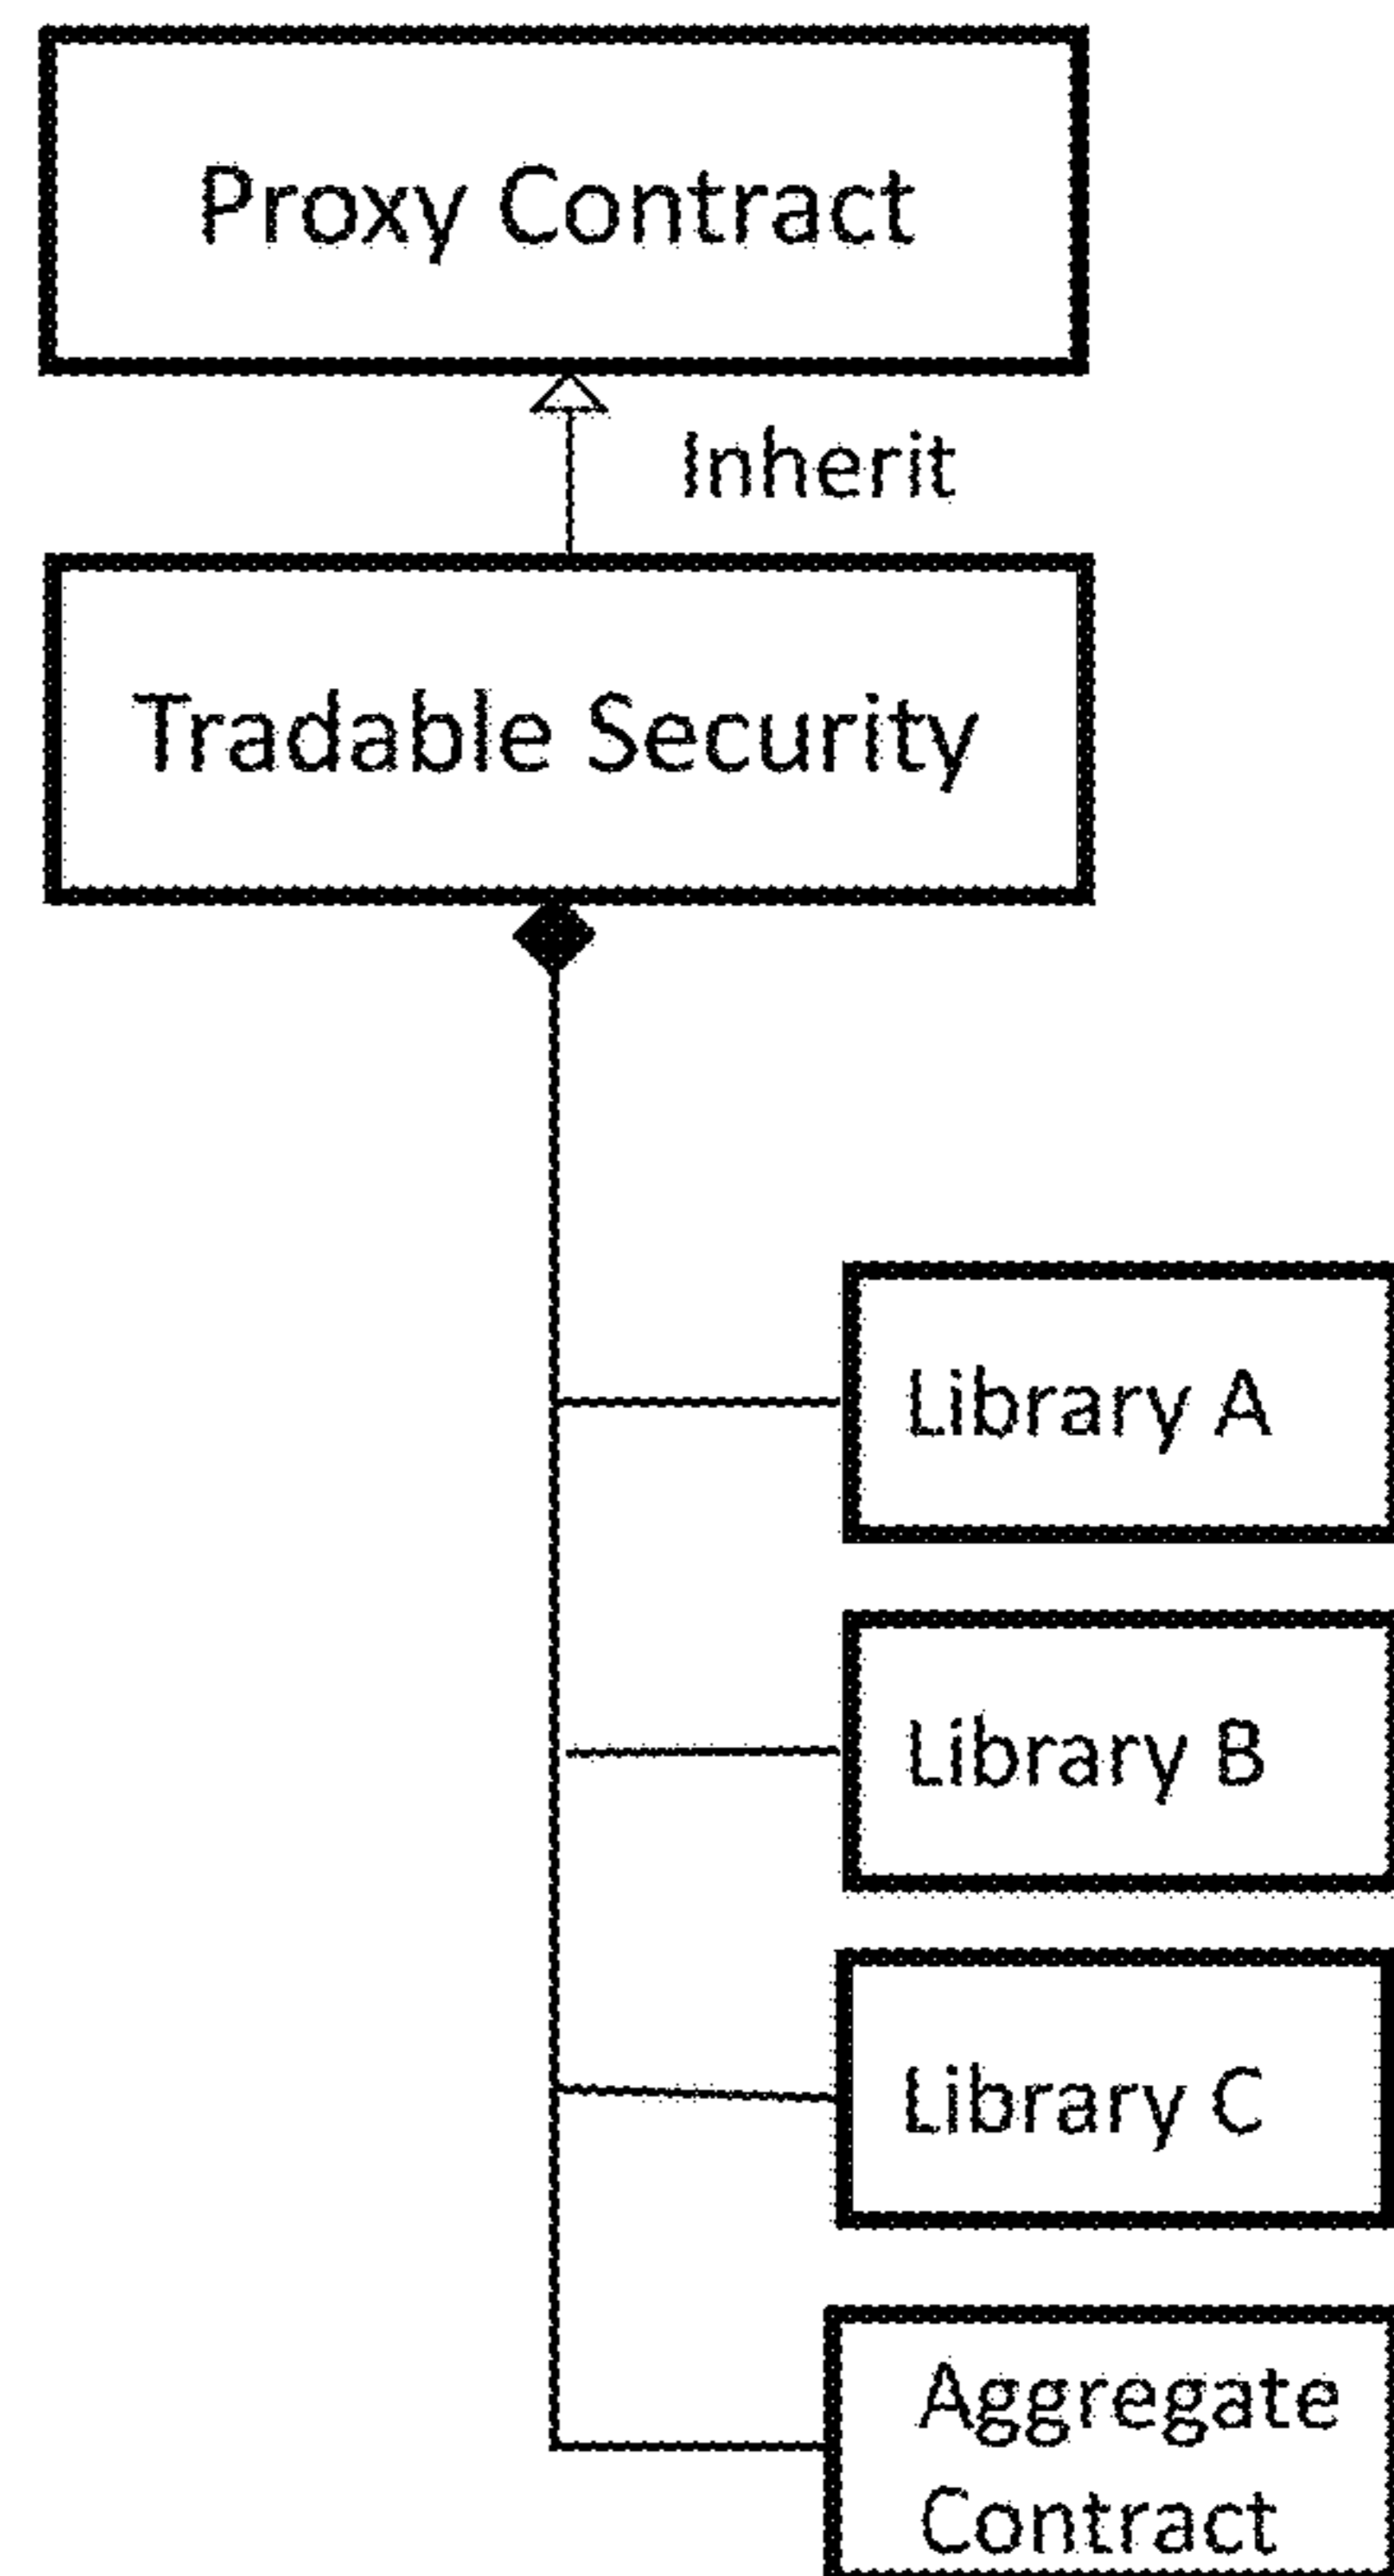 Proxy Contract
Inherit
Tradable Security
Library A
Library B
Library C
Aggregate
Contract